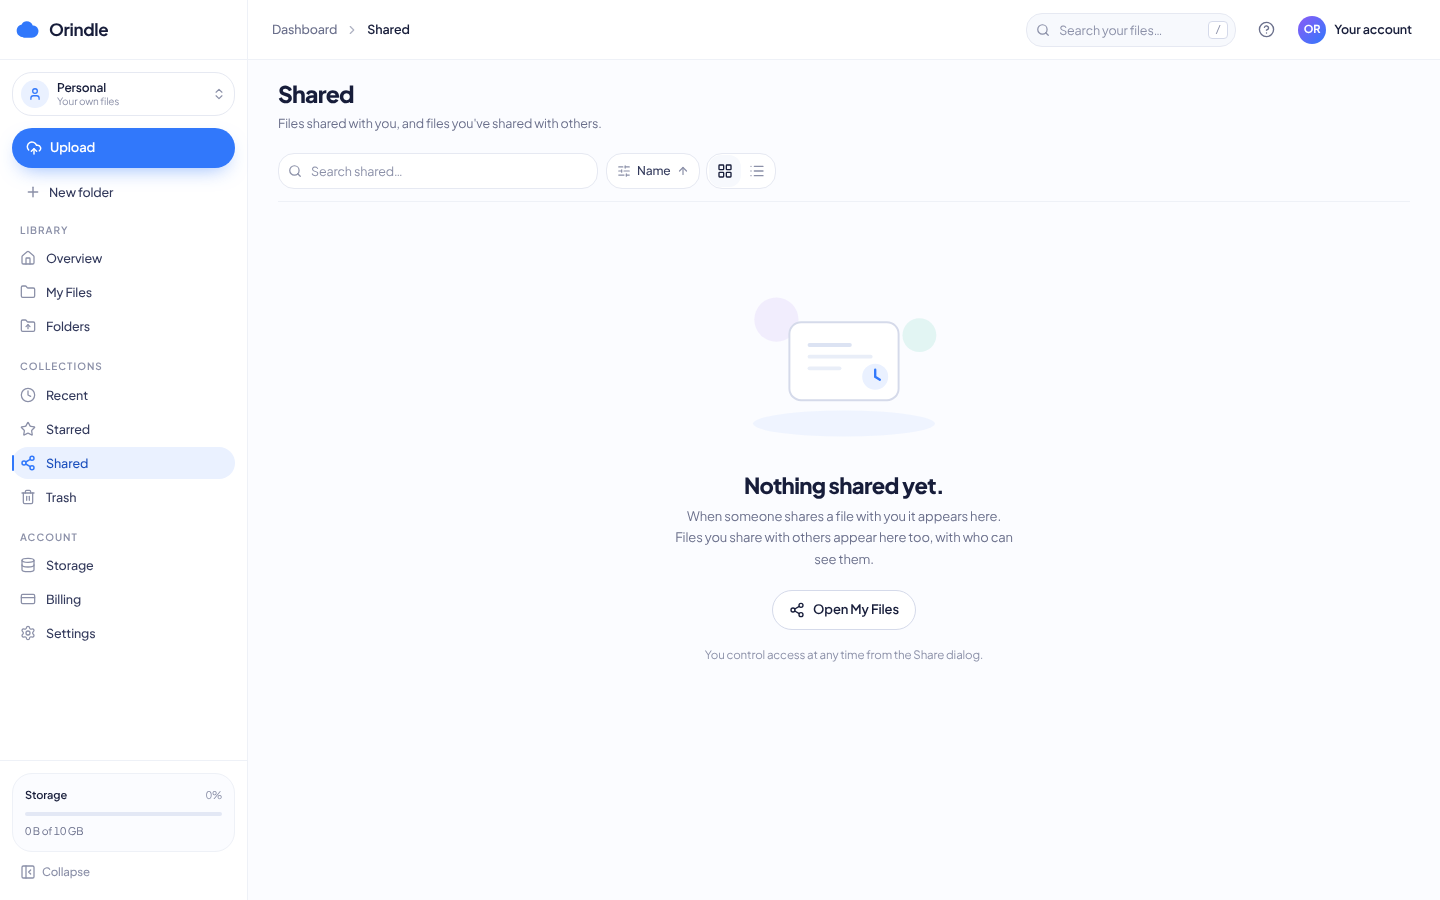 Orindle
Dashboard > Shared
Search your files...
/
OR
Your account
Personal
Your own files
Upload
New folder
LIBRARY
Overview
My Files
Folders
COLLECTIONS
Recent
Starred
Shared
Trash
ACCOUNT
Storage
Billing
Settings
Storage
0%
0 B of 10 GB
Collapse
Shared
Files shared with you, and files you've shared with others.
Search shared...
Name
Nothing shared yet.
When someone shares a file with you it appears here.
Files you share with others appear here too, with who can
see them.
Open My Files
You control access at any time from the Share dialog.